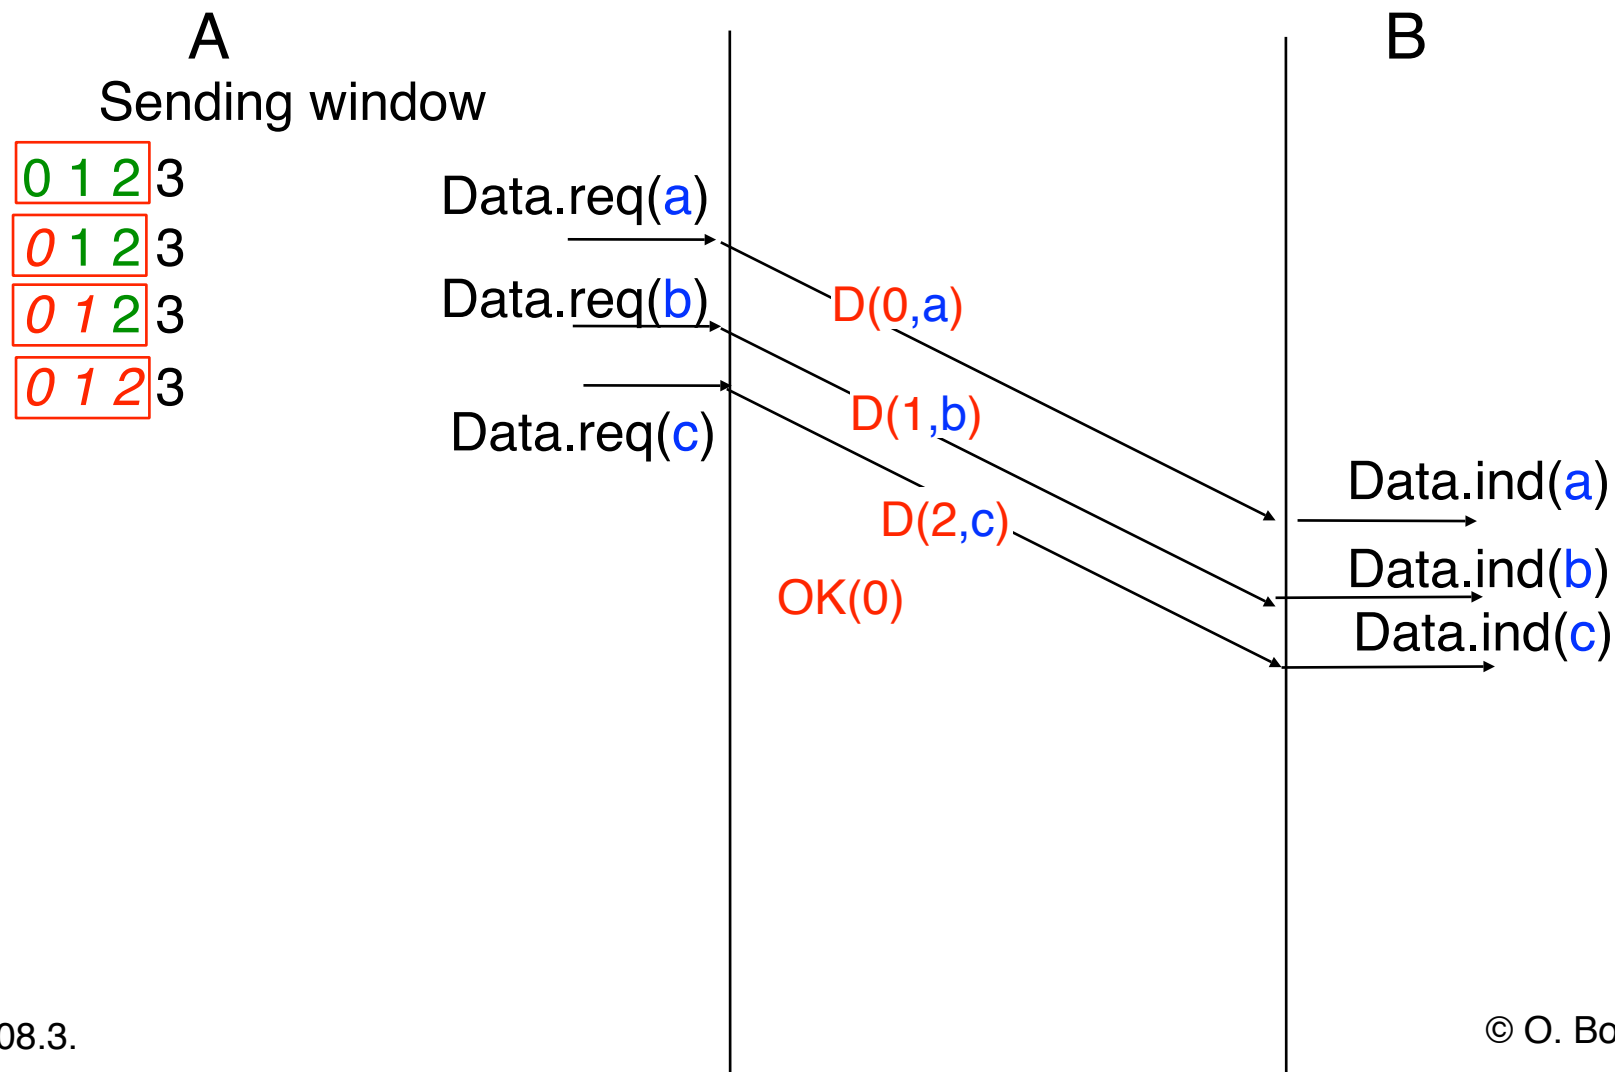 A
B
Sending window
0 1 2 3
0 1 2 3
0 1 2 3
0 1 2 3
Data.req(a)
Data.req(b)
Data.req(c)
D(0,a)
D(1,b)
D(2,c)
OK(0)
Data.ind(a)
Data.ind(b)
Data.ind(c)
08.3.
© O. Bo